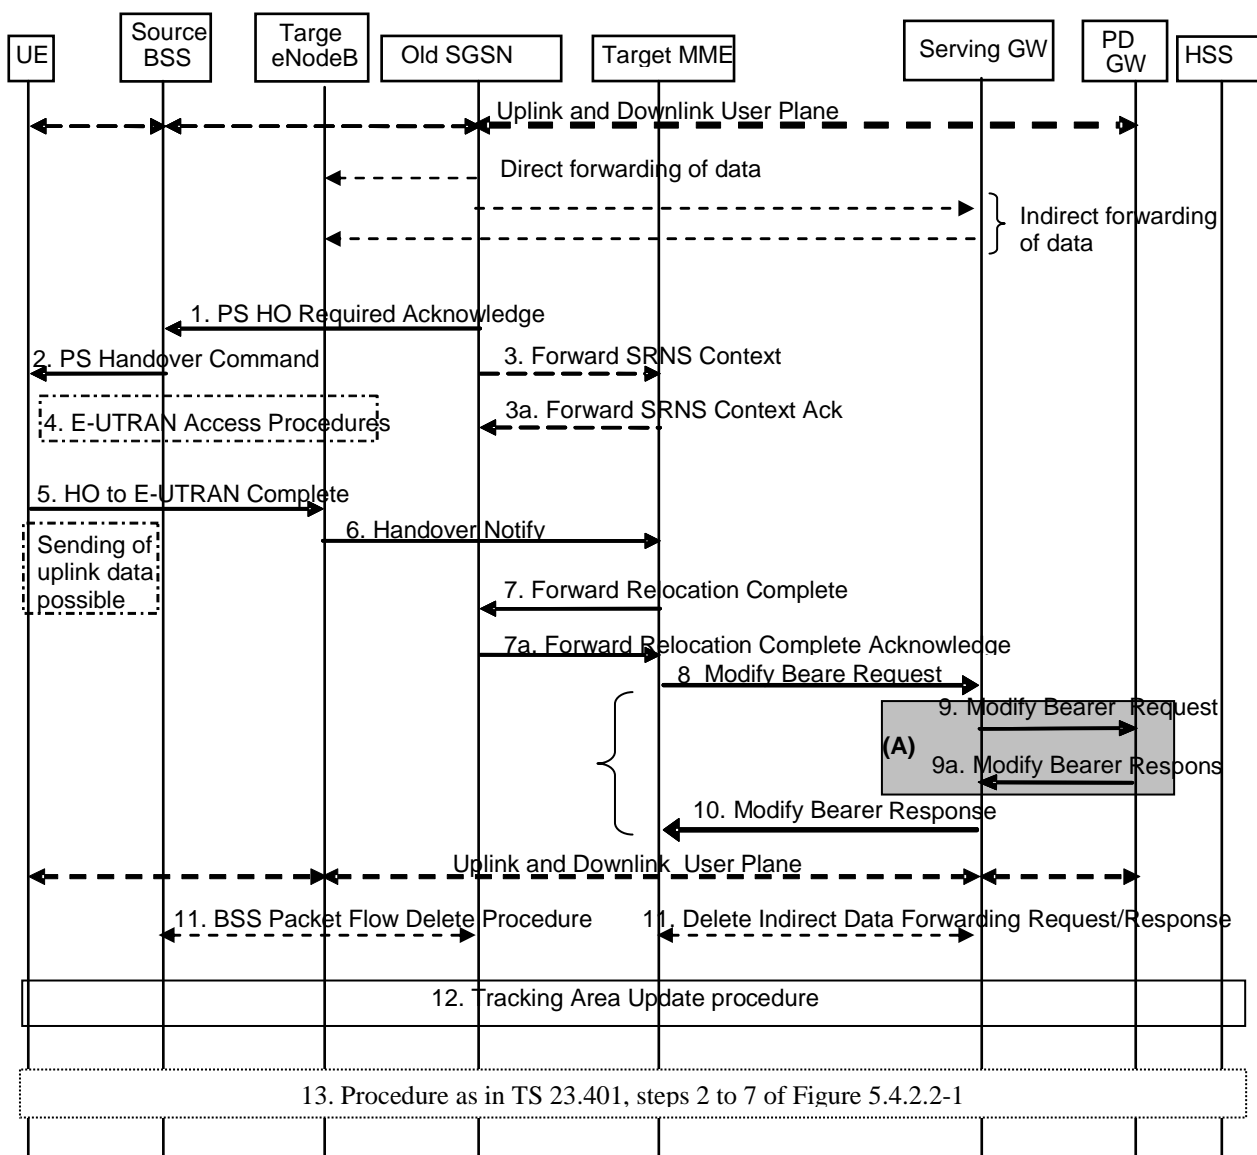 UE
Source
BSS
Targe
eNodeB
Old SGSN
Target MME
Serving GW
PD
GW
HSS
Uplink and Downlink User Plane
Direct forwarding of data
Indirect forwarding
of data
1. PS HO Required Acknowledge
2. PS Handover Command
3. Forward SRNS Context
4. E-UTRAN Access Procedures
3a. Forward SRNS Context Ack
5. HO to E-UTRAN Complete
6. Handover Notify
Sending of
uplink data
possible
7. Forward Relocation Complete
7a. Forward Relocation Complete Acknowledge
8 Modify Beare Request
9. Modify Bearer Request
(A)
9a. Modify Bearer Respons
10. Modify Bearer Response
Uplink and Downlink User Plane
11. BSS Packet Flow Delete Procedure
11. Delete Indirect Data Forwarding Request/Response
12. Tracking Area Update procedure
13. Procedure as in TS 23.401, steps 2 to 7 of Figure 5.4.2.2-1